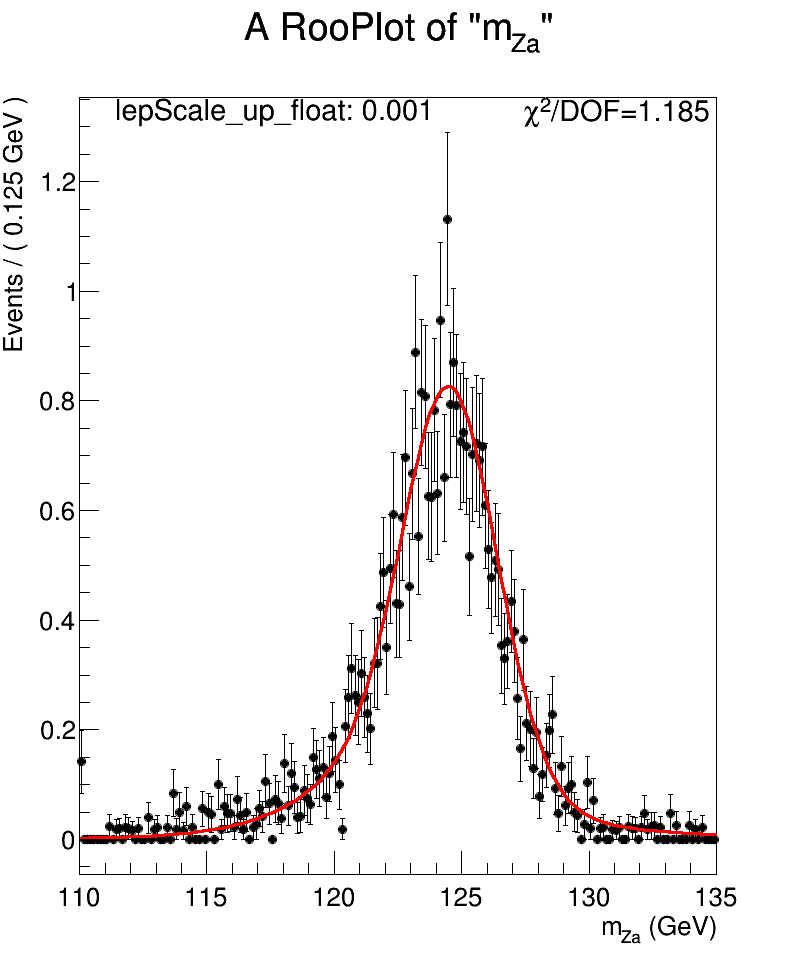 A RooPlot of "m_Za"
lepScale_up_float: 0.001
χ²/DOF=1.185
Events / ( 0.125 GeV )
1.2
1
0.8
0.6
0.4
0.2
0
110 115 120 125 130 135
m_Za (GeV)